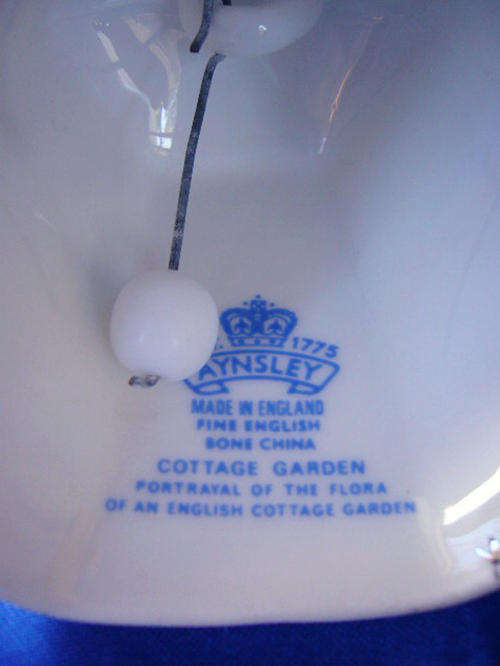 1775
AYNSLEY
MADE IN ENGLAND
FINE ENGLISH
BONE CHINA
COTTAGE GARDEN
PORTRAYAL OF THE FLORA
OF AN ENGLISH COTTAGE GARDEN